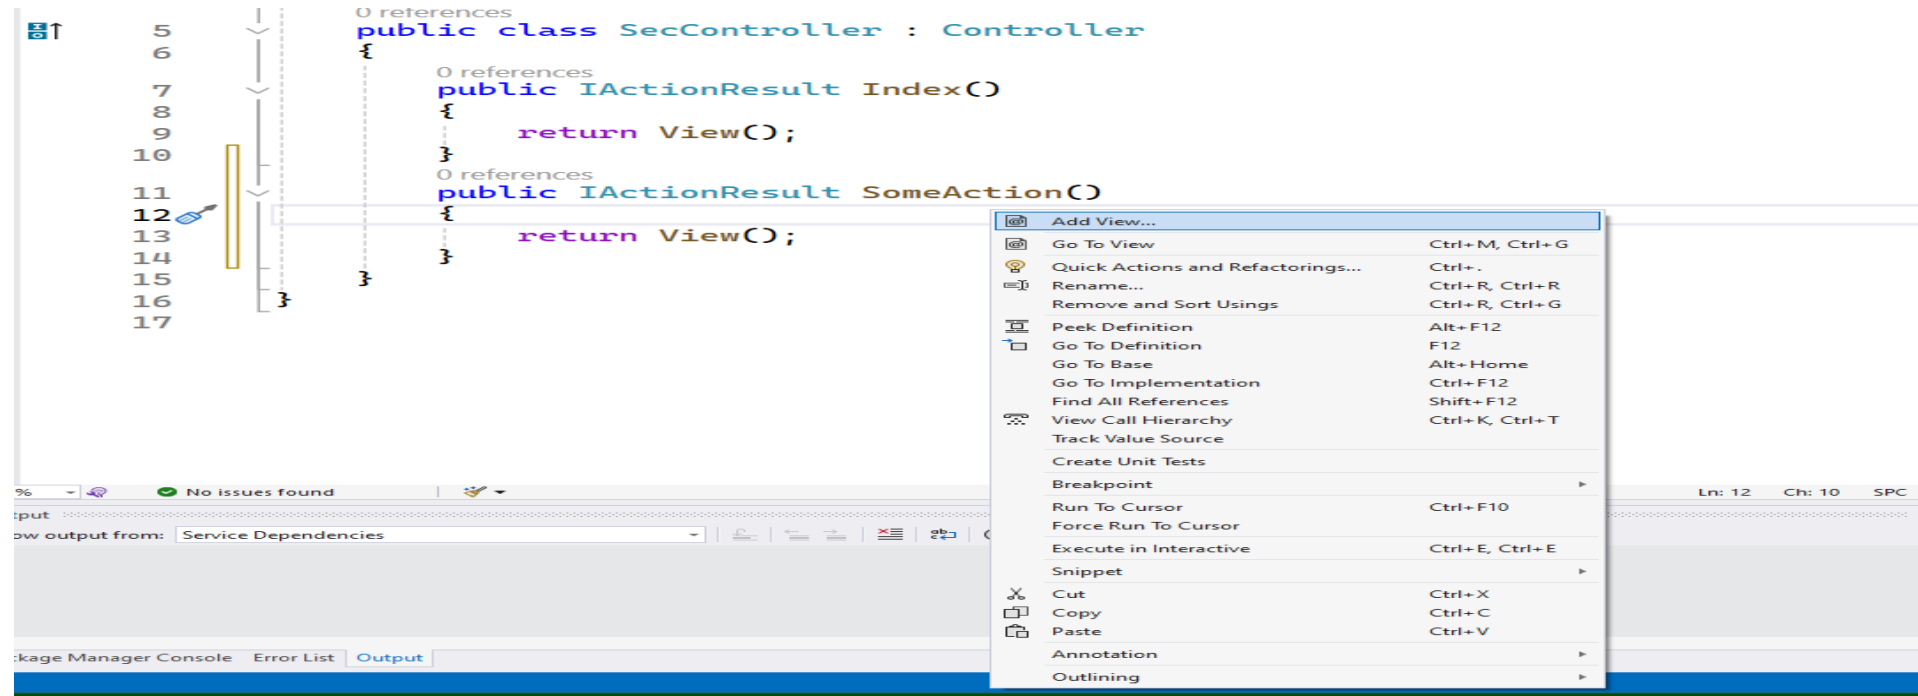 0 references
5 public class SecController : Controller
6 {
0 references
7 public IActionResult Index()
8 {
9 return View();
10 }
0 references
11 public IActionResult SomeAction()
12 {
13 return View();
14 }
15 }
16 }
17
Add View...
Go To View Ctrl+M, Ctrl+G
Quick Actions and Refactorings... Ctrl+.
Rename... Ctrl+R, Ctrl+R
Remove and Sort Usings Ctrl+R, Ctrl+G
Peek Definition Alt+F12
Go To Definition F12
Go To Base Alt+Home
Go To Implementation Ctrl+F12
Find All References Shift+F12
View Call Hierarchy Ctrl+K, Ctrl+T
Track Value Source
Create Unit Tests
Breakpoint
Run To Cursor Ctrl+F10
Force Run To Cursor
Execute in Interactive Ctrl+E, Ctrl+E
Snippet
Cut Ctrl+X
Copy Ctrl+C
Paste Ctrl+V
Annotation
Outlining
% No issues found Ln: 12 Ch: 10 SPC
tput
ow output from: Service Dependencies
ckage Manager Console Error List Output